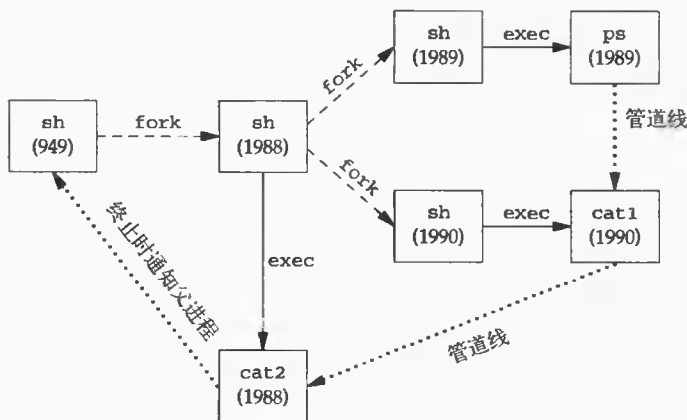 sh
(1989)
exec
ps
(1989)
fork
管道线
sh
(949)
fork
sh
(1988)
fork
sh
(1990)
exec
cat1
(1990)
终止时通知父进程
exec
管道线
cat2
(1988)